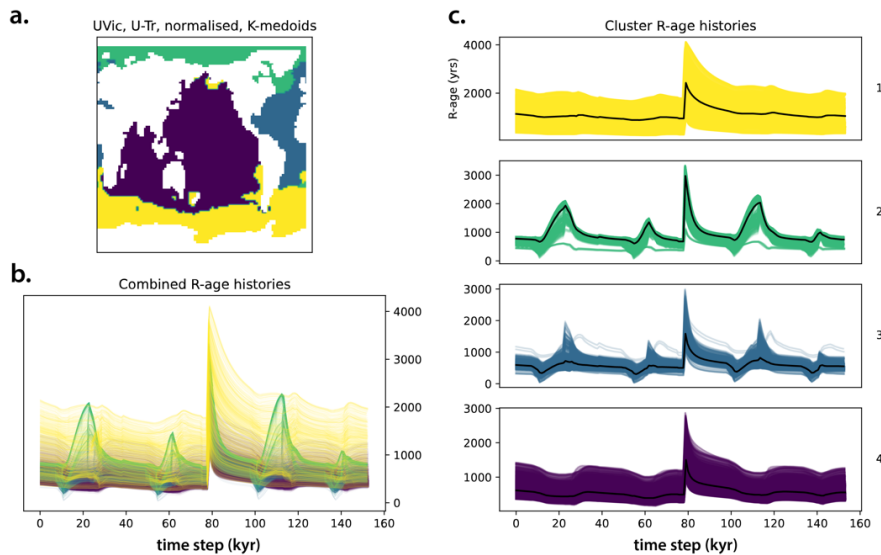 a.
UVic, U-Tr, normalised, K-medoids
b.
Combined R-age histories
4000
3000
2000
1000
0
0 20 40 60 80 100 120 140 160
time step (kyr)
c.
Cluster R-age histories
R-age (yrs)
4000
2000
1
3000
2000
1000
0
2
3000
2000
1000
0
3
3000
2000
1000
4
0 20 40 60 80 100 120 140 160
time step (kyr)